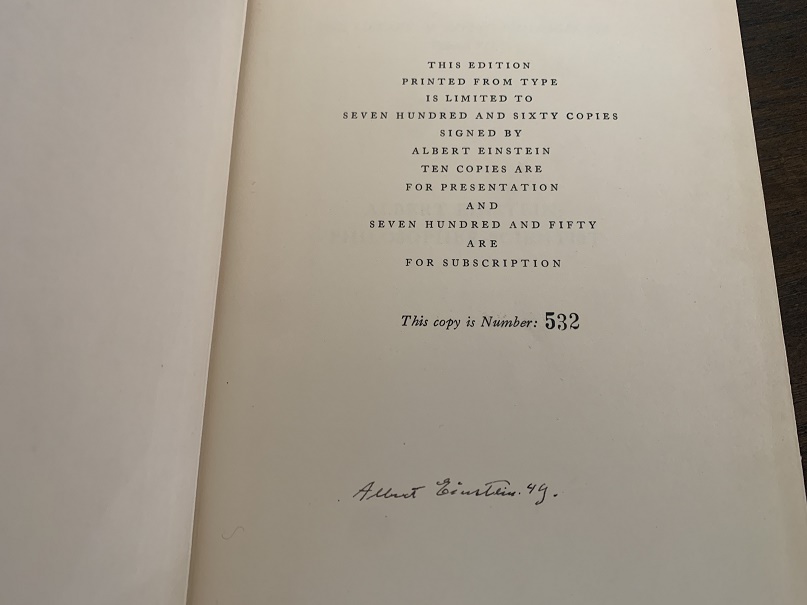 THIS EDITION
PRINTED FROM TYPE
IS LIMITED TO
SEVEN HUNDRED AND SIXTY COPIES
SIGNED BY
ALBERT EINSTEIN
TEN COPIES ARE
FOR PRESENTATION
AND
SEVEN HUNDRED AND FIFTY
ARE
FOR SUBSCRIPTION
This copy is Number: 532
Albert Einstein. 49.